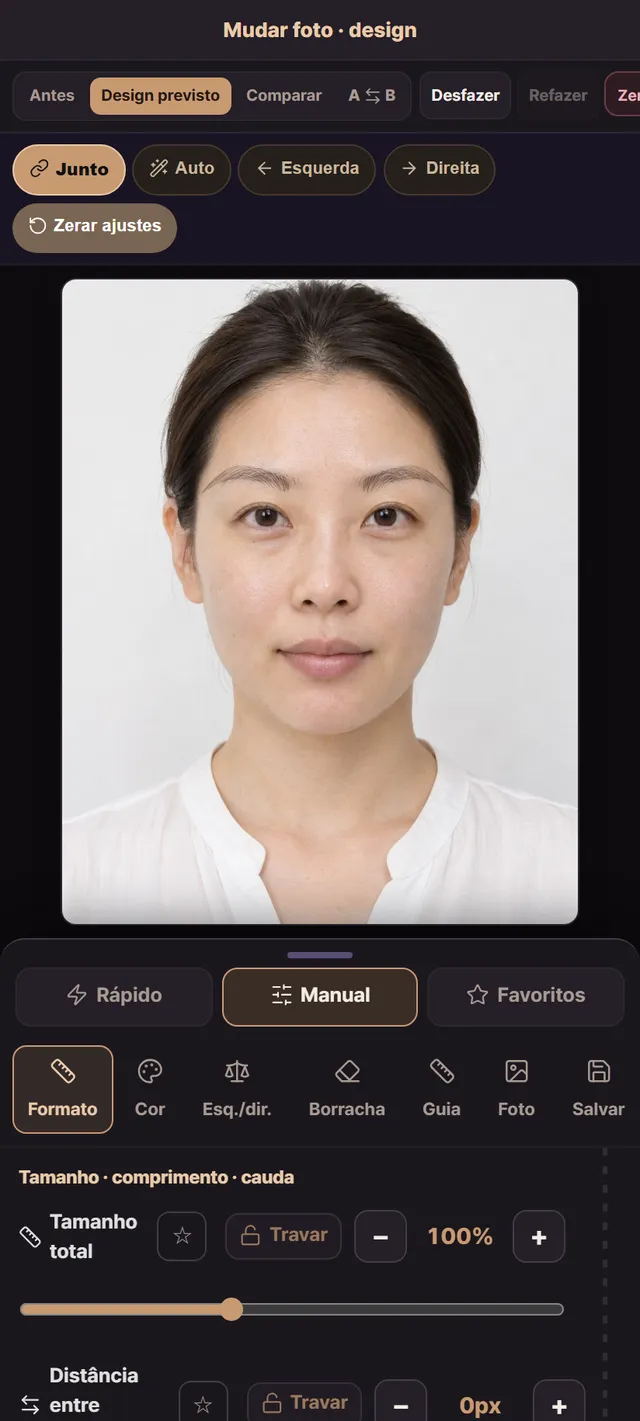 Mudar foto · design
Antes Design previsto Comparar A ⇆ B Desfazer Refazer
Junto Auto Esquerda Direita
Zerar ajustes
Rápido Manual Favoritos
Formato Cor Esq./dir. Borracha Guia Foto Salvar
Tamanho · comprimento · cauda
Tamanho
total
Travar − 100% +
Distância
entre
Travar − 0px +